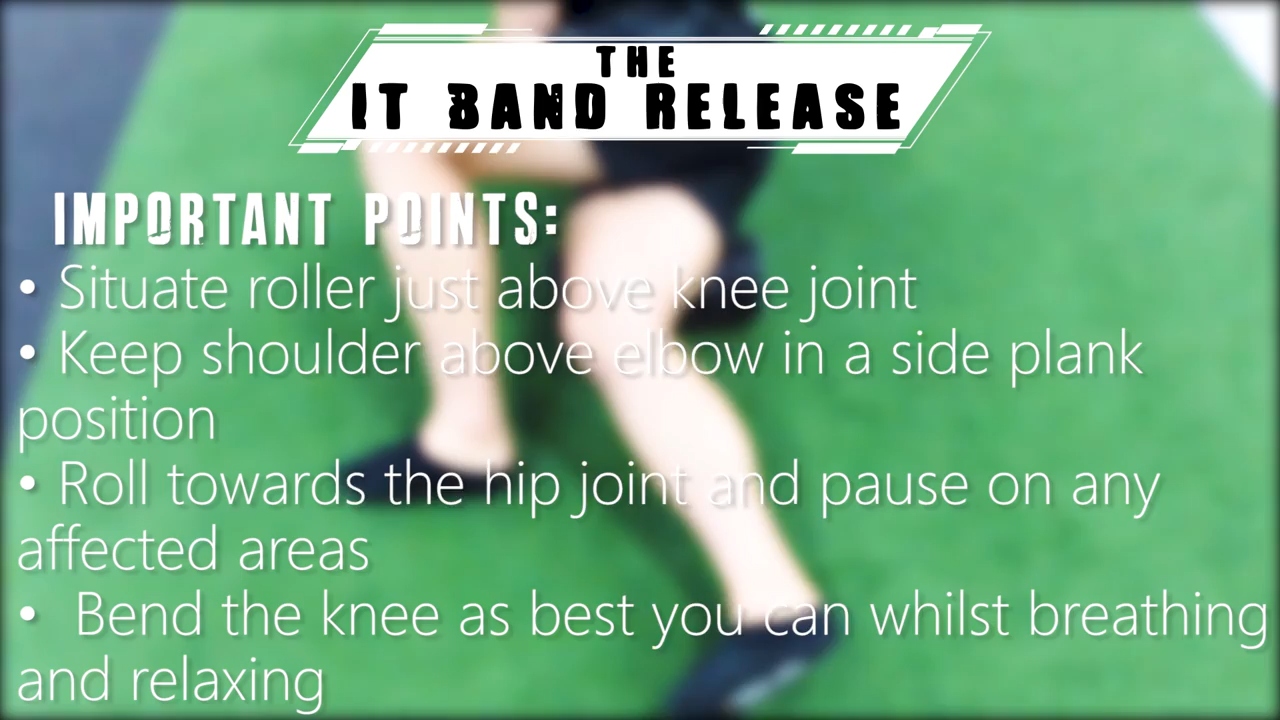 THE
IT BAND RELEASE
IMPORTANT POINTS:
• Situate roller just above knee joint
• Keep shoulder above elbow in a side plank
position
• Roll towards the hip joint and pause on any
affected areas
• Bend the knee as best you can whilst breathing
and relaxing